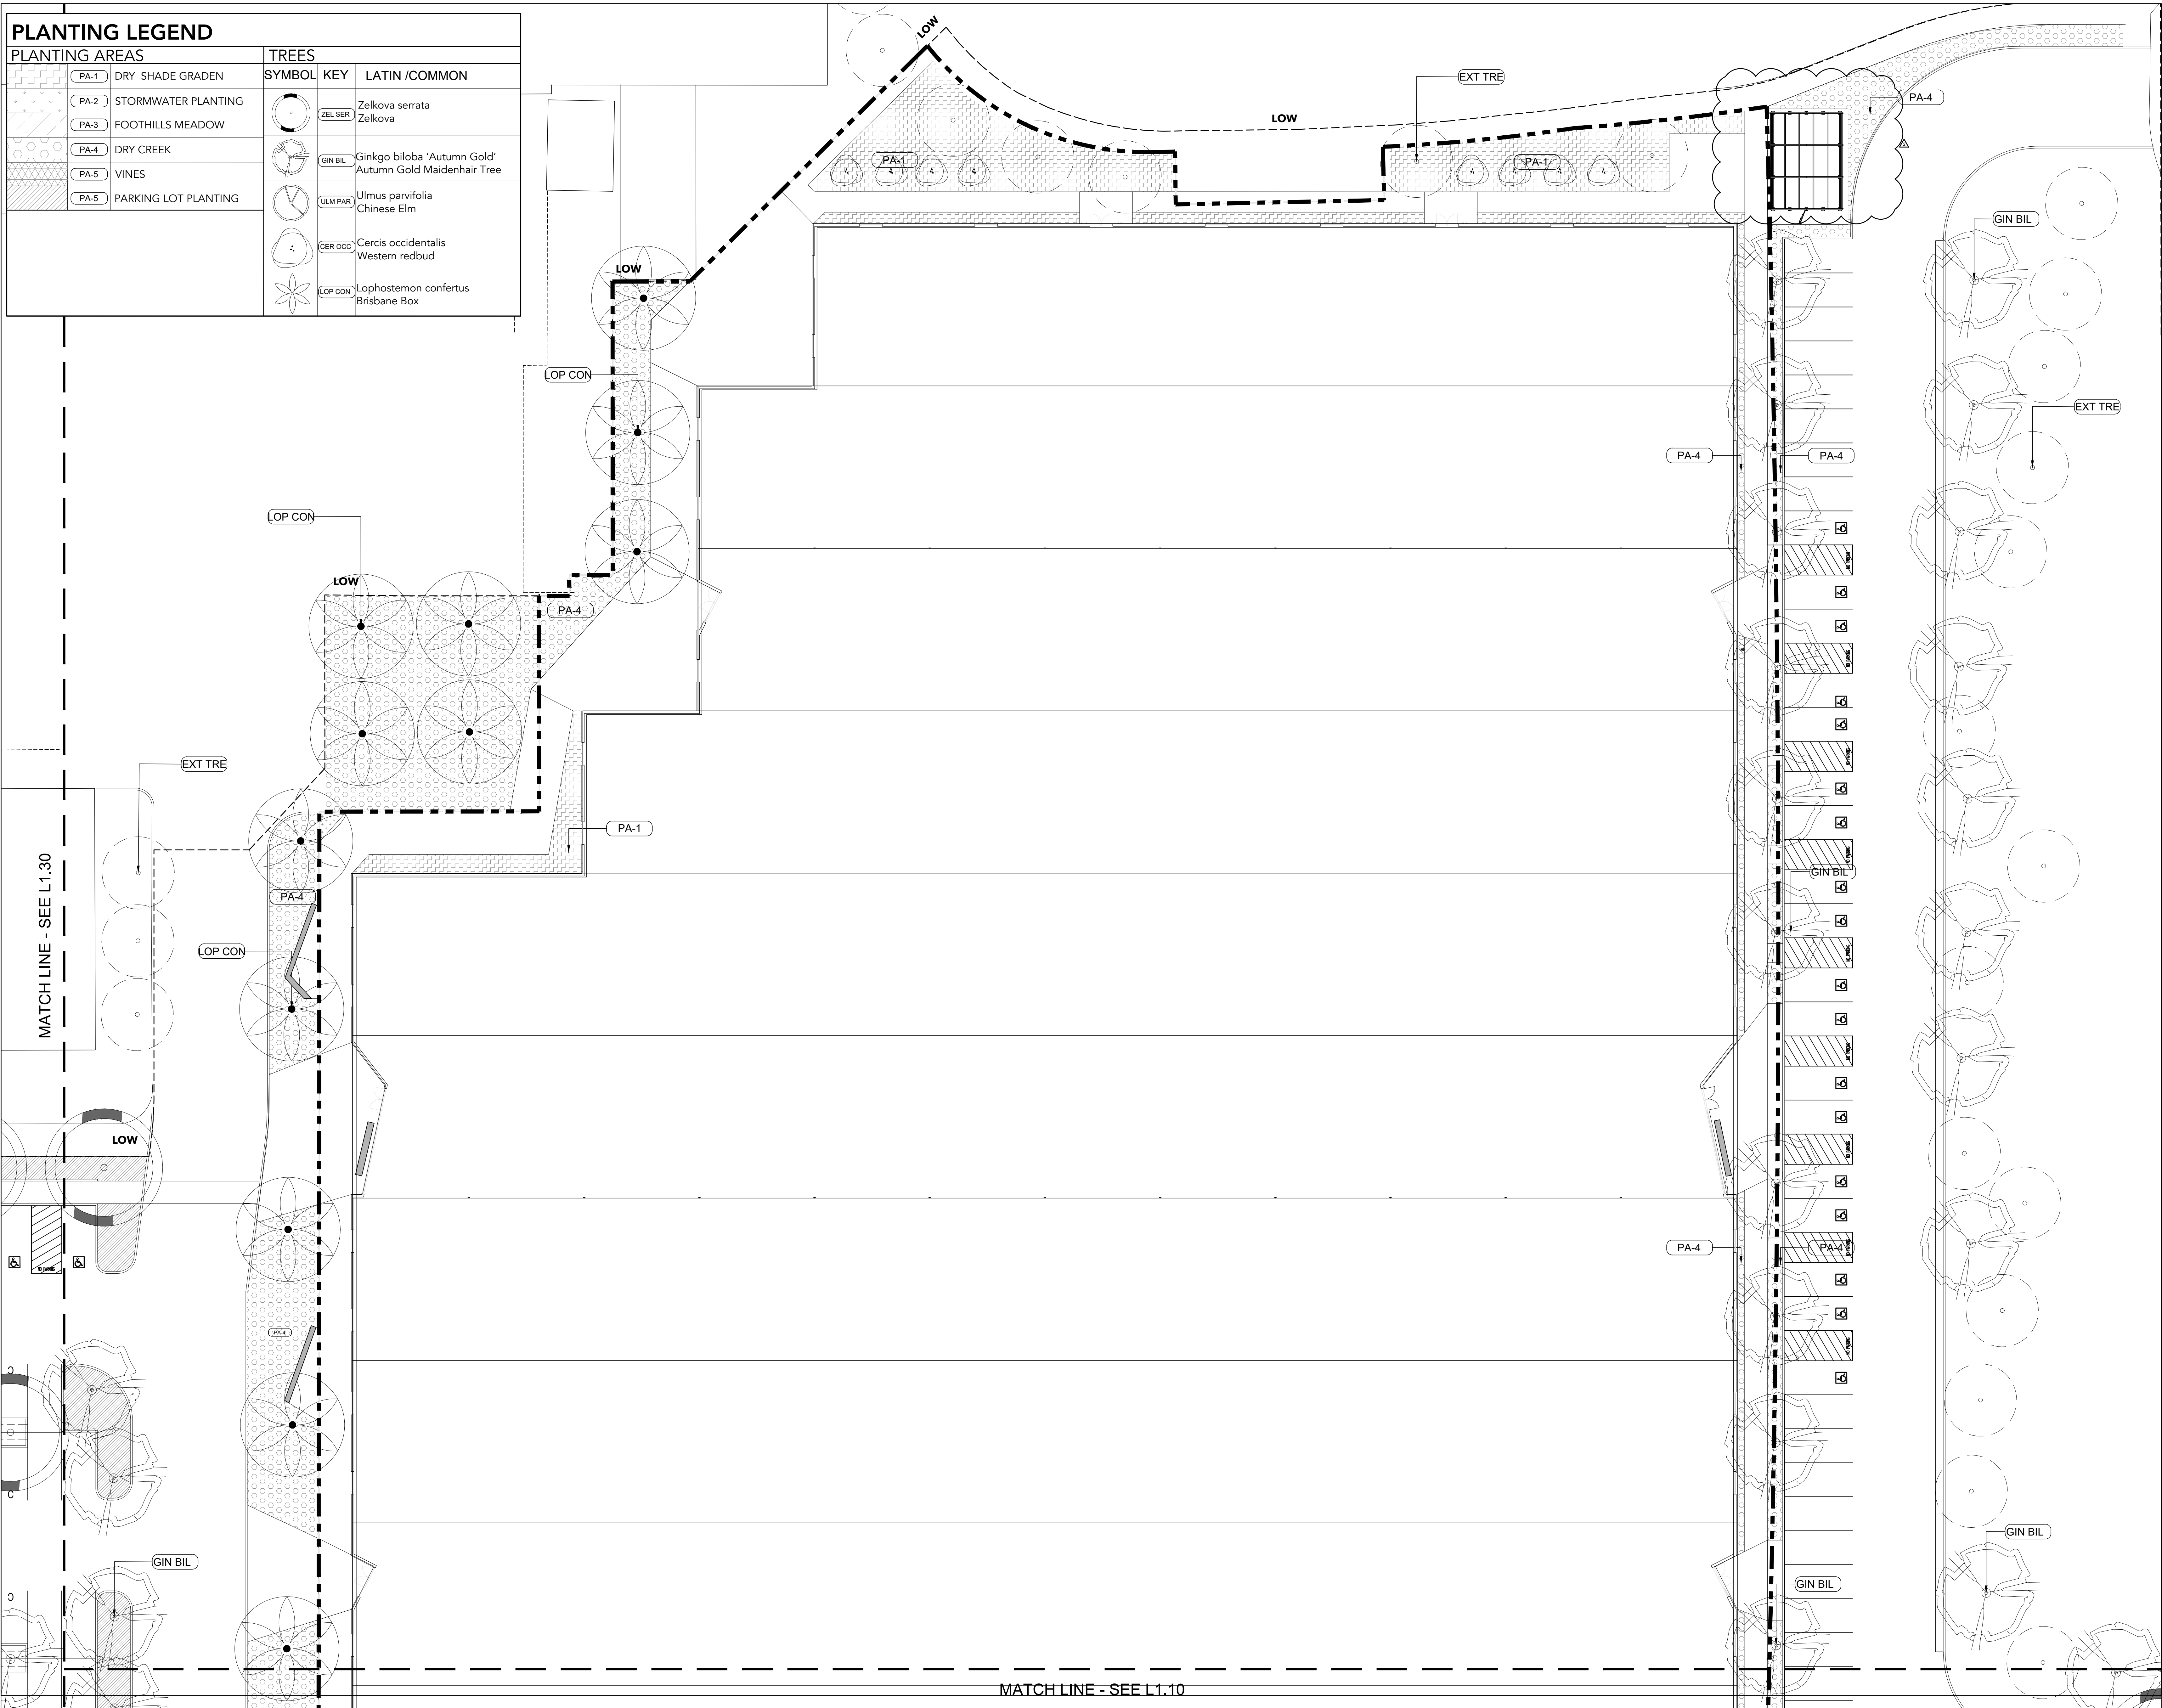 PLANTING LEGEND
PLANTING AREAS
TREES
PA-1 DRY SHADE GRADEN
PA-2 STORMWATER PLANTING
PA-3 FOOTHILLS MEADOW
PA-4 DRY CREEK
PA-5 VINES
PA-5 PARKING LOT PLANTING
SYMBOL KEY LATIN /COMMON
ZEL SER Zelkova serrata
Zelkova
GIN BIL Ginkgo biloba ‘Autumn Gold’
Autumn Gold Maidenhair Tree
ULM PAR Ulmus parvifolia
Chinese Elm
CER OCC Cercis occidentalis
Western redbud
LOP CON Lophostemon confertus
Brisbane Box
LOW
EXT TRE
LOW
PA-4
PA-1
PA-1
GIN BIL
LOW
LOP CON
EXT TRE
PA-4
PA-4
LOP CON
LOW
PA-4
EXT TRE
PA-1
GIN BIL
PA-4
LOP CON
MATCH LINE - SEE L1.30
LOW
PA-4
PA-4
NO PARKING
PA-4
GIN BIL
GIN BIL
GIN BIL
MATCH LINE - SEE L1.10